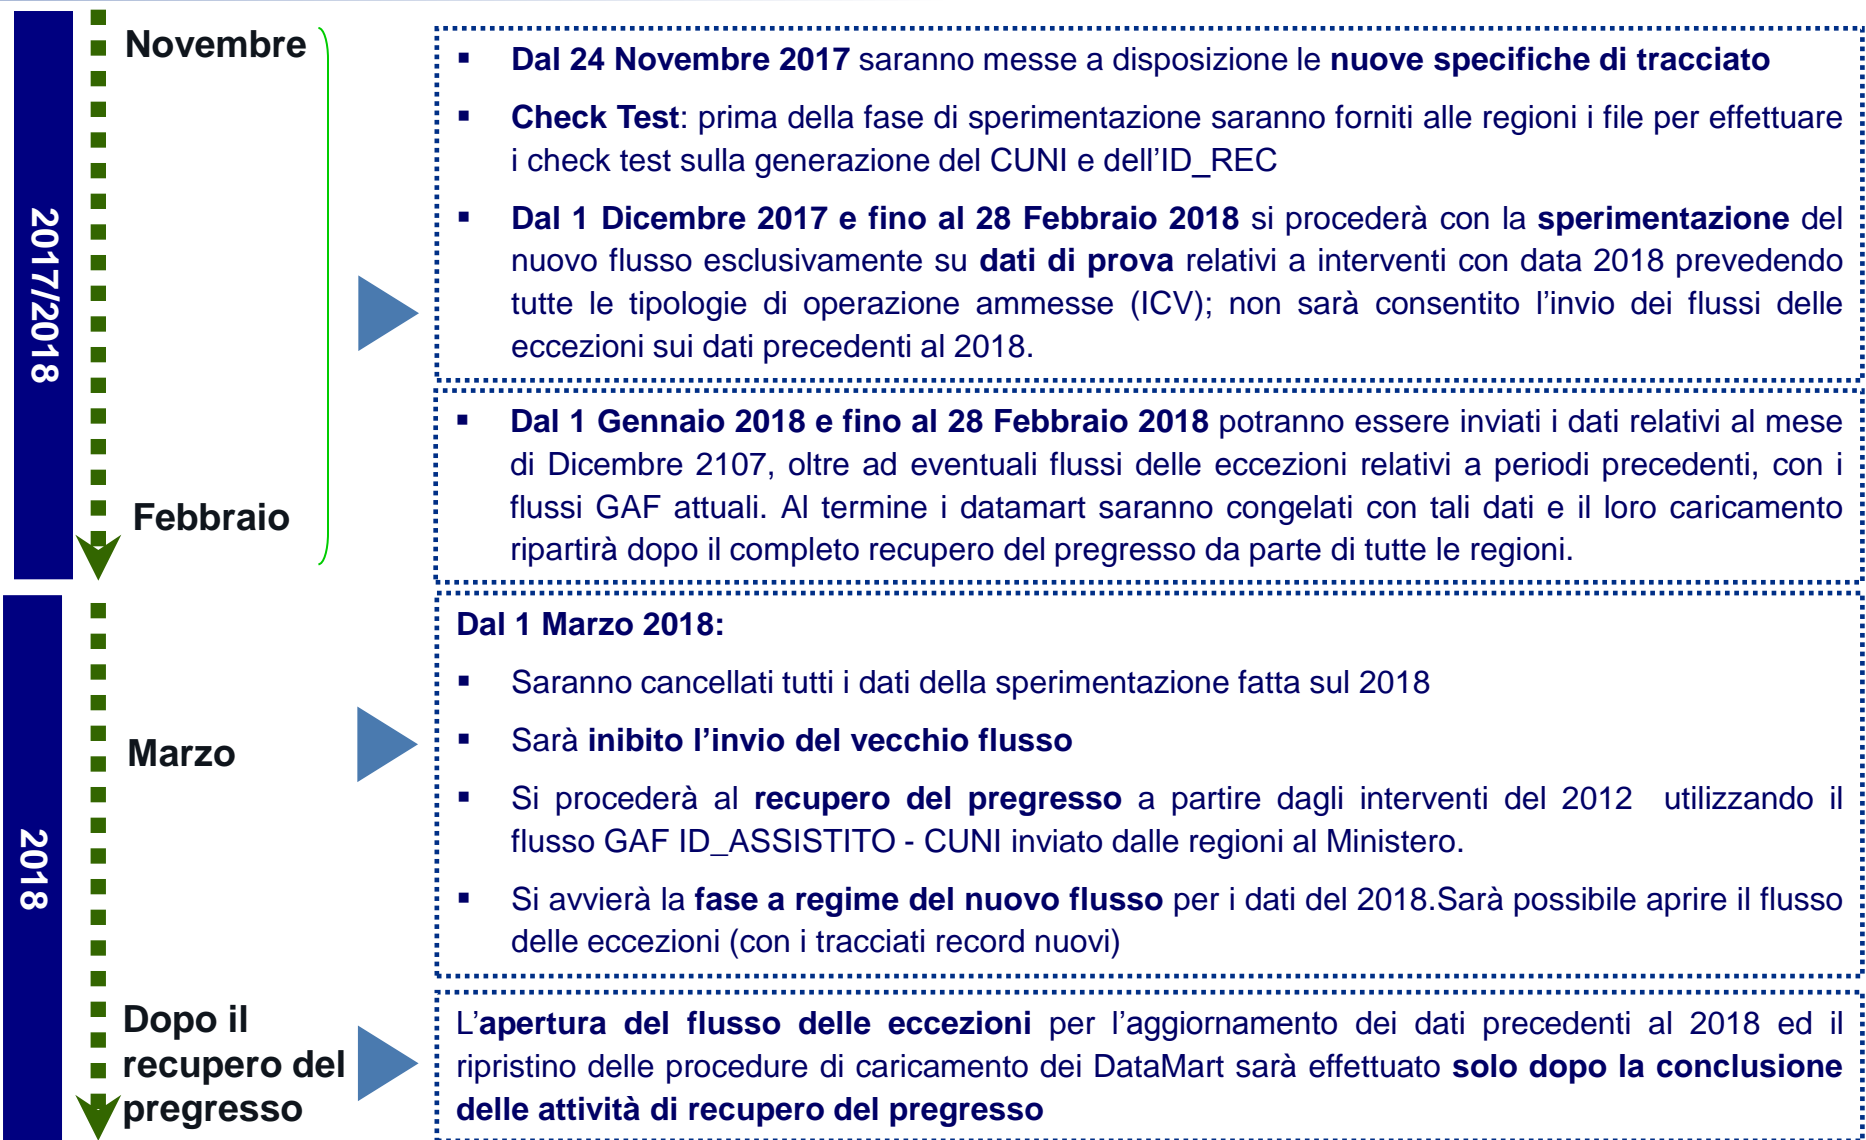 2017/2018
Novembre
Febbraio
▪ Dal 24 Novembre 2017 saranno messe a disposizione le nuove specifiche di tracciato
▪ Check Test: prima della fase di sperimentazione saranno forniti alle regioni i file per effettuare
i check test sulla generazione del CUNI e dell’ID_REC
▪ Dal 1 Dicembre 2017 e fino al 28 Febbraio 2018 si procederà con la sperimentazione del
nuovo flusso esclusivamente su dati di prova relativi a interventi con data 2018 prevedendo
tutte le tipologie di operazione ammesse (ICV); non sarà consentito l’invio dei flussi delle
eccezioni sui dati precedenti al 2018.
▪ Dal 1 Gennaio 2018 e fino al 28 Febbraio 2018 potranno essere inviati i dati relativi al mese
di Dicembre 2107, oltre ad eventuali flussi delle eccezioni relativi a periodi precedenti, con i
flussi GAF attuali. Al termine i datamart saranno congelati con tali dati e il loro caricamento
ripartirà dopo il completo recupero del pregresso da parte di tutte le regioni.
2018
Marzo
Dal 1 Marzo 2018:
▪ Saranno cancellati tutti i dati della sperimentazione fatta sul 2018
▪ Sarà inibito l’invio del vecchio flusso
▪ Si procederà al recupero del pregresso a partire dagli interventi del 2012 utilizzando il
flusso GAF ID_ASSISTITO - CUNI inviato dalle regioni al Ministero.
▪ Si avvierà la fase a regime del nuovo flusso per i dati del 2018.Sarà possibile aprire il flusso
delle eccezioni (con i tracciati record nuovi)
Dopo il
recupero del
pregresso
L’apertura del flusso delle eccezioni per l’aggiornamento dei dati precedenti al 2018 ed il
ripristino delle procedure di caricamento dei DataMart sarà effettuato solo dopo la conclusione
delle attività di recupero del pregresso